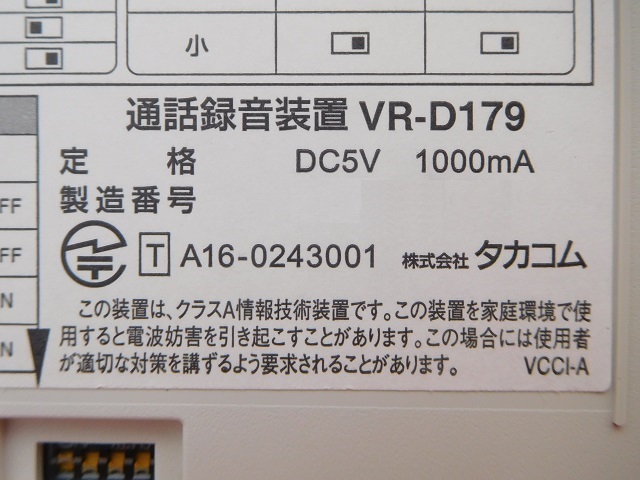 小
通話録音装置 VR-D179
定 格 DC5V 1000mA
FF
製造番号
FF
T A16-0243001 株式会社 タカコム
N
この装置は、クラスA情報技術装置です。この装置を家庭環境で使
用すると電波妨害を引き起こすことがあります。この場合には使用者
N
が適切な対策を講ずるよう要求されることがあります。 VCCI-A